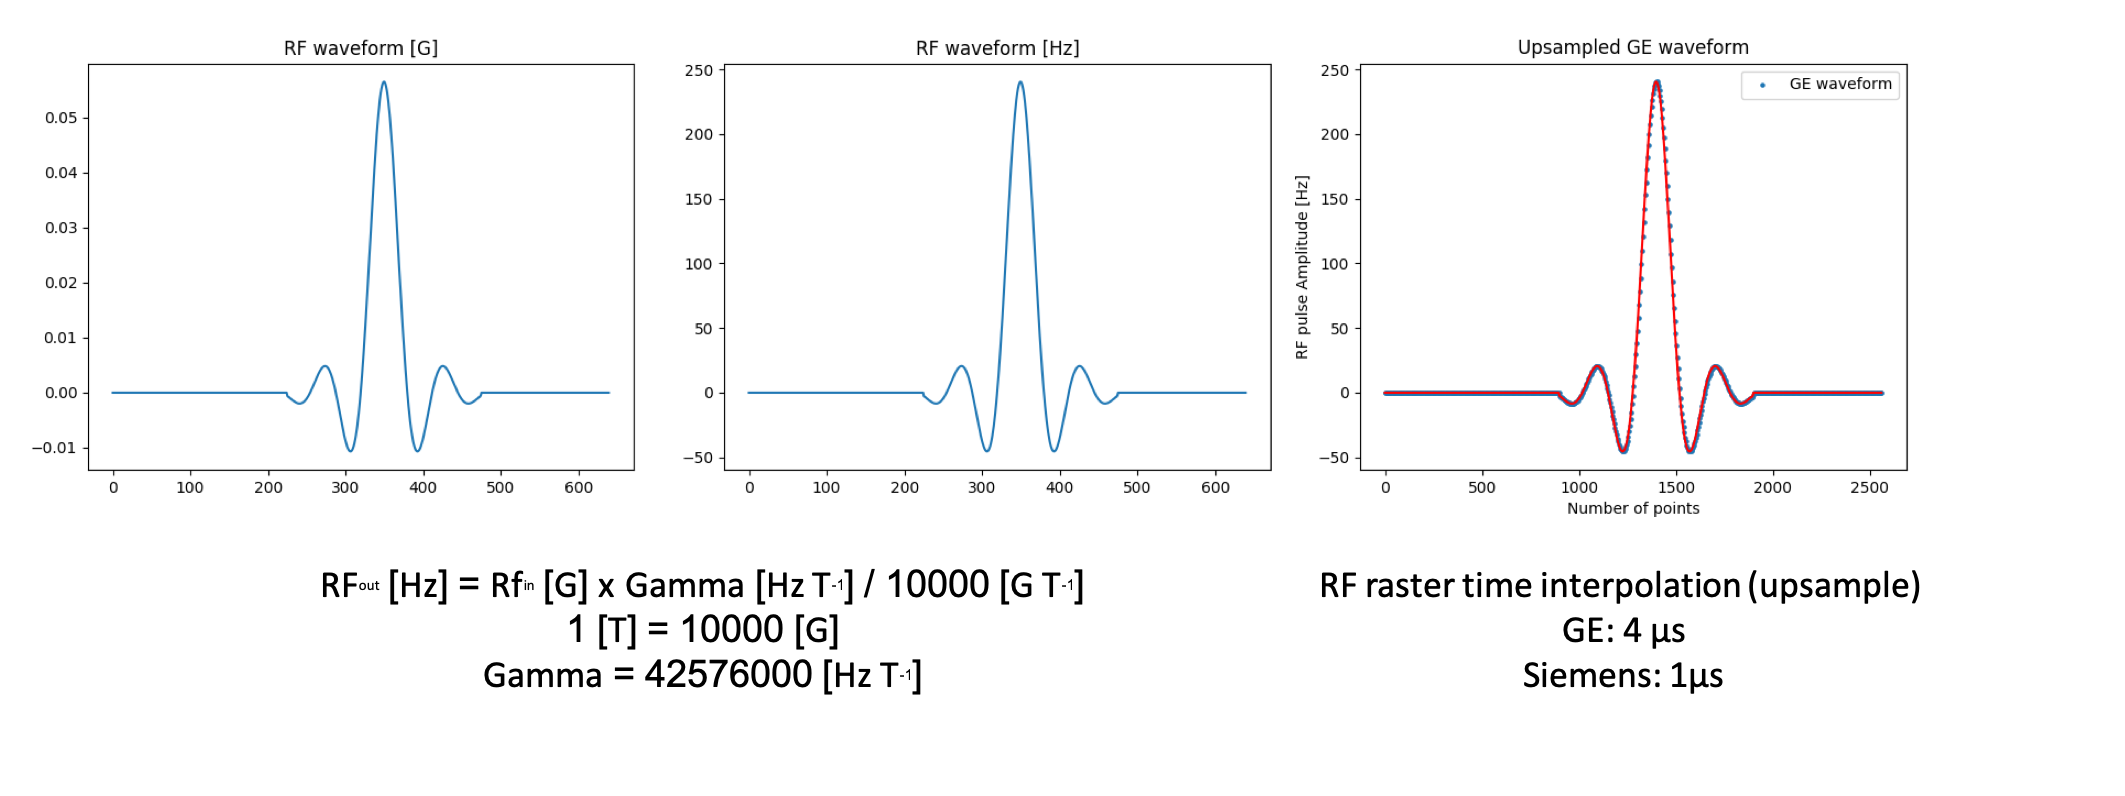 RF waveform [G]
0.05
0.04
0.03
0.02
0.01
0.00
−0.01
0 100 200 300 400 500 600
RF waveform [Hz]
250
200
150
100
50
0
−50
0 100 200 300 400 500 600
Upsampled GE waveform
GE waveform
RF pulse Amplitude [Hz]
250
200
150
100
50
0
−50
0 500 1000 1500 2000 2500
Number of points
RFout [Hz] = Rfin [G] x Gamma [Hz T-1] / 10000 [G T-1]
1 [T] = 10000 [G]
Gamma = 42576000 [Hz T-1]
RF raster time interpolation (upsample)
GE: 4 μs
Siemens: 1μs